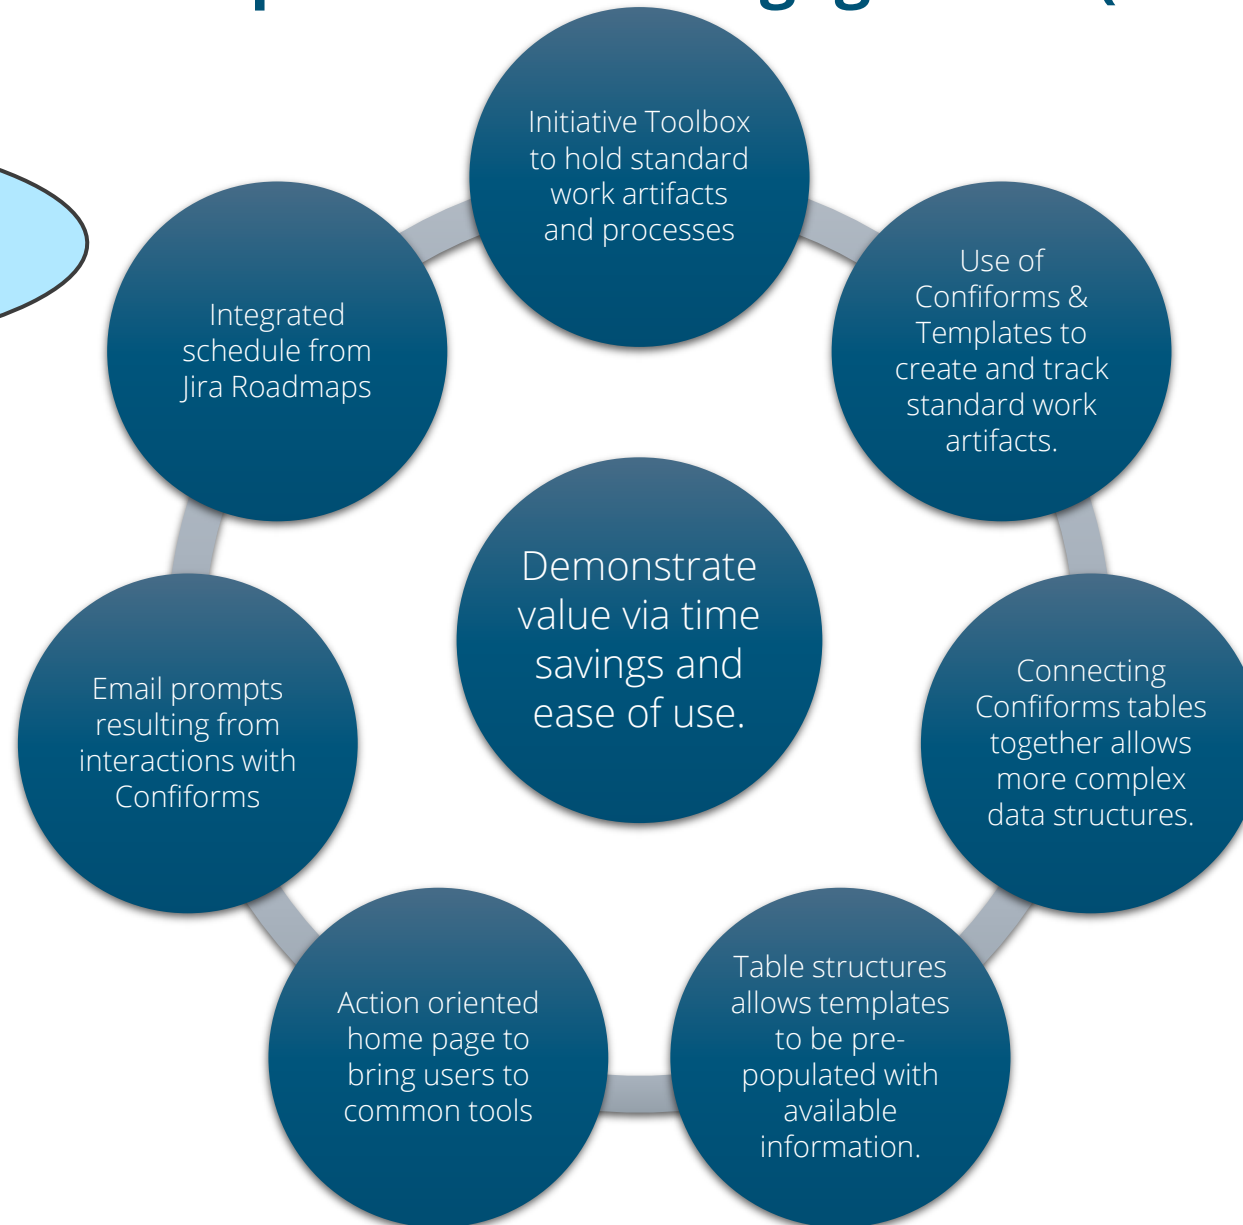 Initiative Toolbox
to hold standard
work artifacts
and processes
Use of
Confiforms &
Templates to
create and track
standard work
artifacts.
Connecting
Confiforms tables
together allows
more complex
data structures.
Table structures
allows templates
to be pre-
populated with
available
information.
Action oriented
home page to
bring users to
common tools
Email prompts
resulting from
interactions with
Confiforms
Integrated
schedule from
Jira Roadmaps
Demonstrate
value via time
savings and
ease of use.